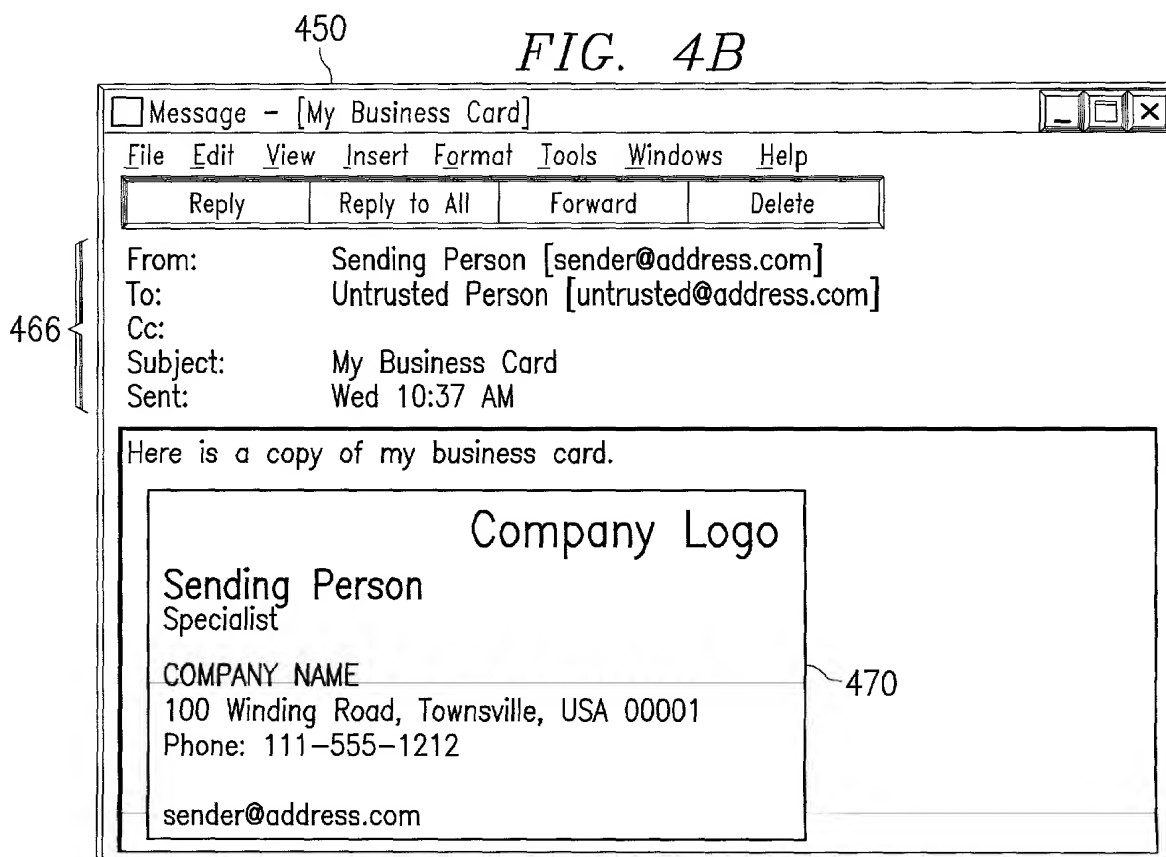 450
FIG. 4B
Message - [My Business Card]
File Edit View Insert Format Tools Windows Help
Reply Reply to All Forward Delete
From: Sending Person [sender@address.com]
To: Untrusted Person [untrusted@address.com]
466
Cc:
Subject: My Business Card
Sent: Wed 10:37 AM
Here is a copy of my business card.
Company Logo
Sending Person
Specialist
COMPANY NAME
470
100 Winding Road, Townsville, USA 00001
Phone: 111-555-1212
sender@address.com